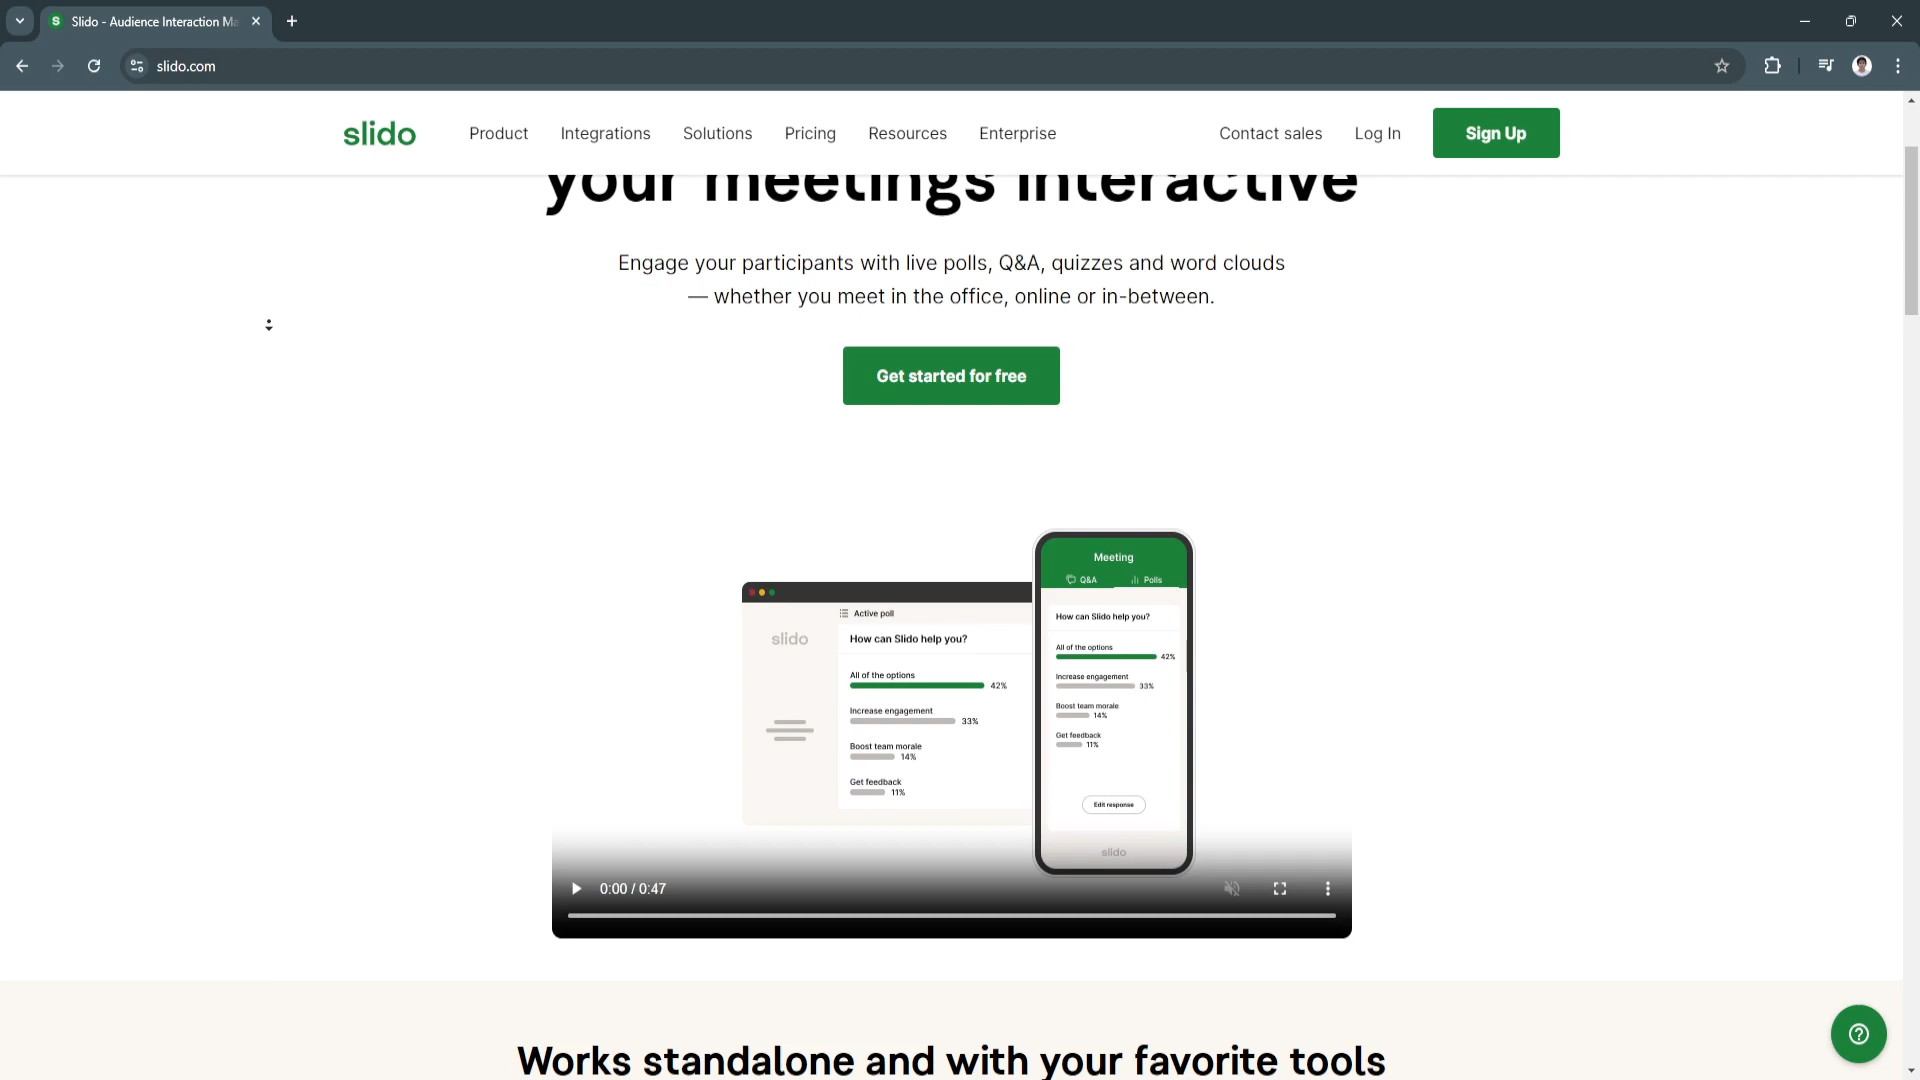 S Slido - Audience Interaction Ma
slido.com
slido Product Integrations Solutions Pricing Resources Enterprise Contact sales Log In Sign Up
your meetings interactive
Engage your participants with live polls, Q&A, quizzes and word clouds
— whether you meet in the office, online or in-between.
Get started for free
Active poll
slido
How can Slido help you?
All of the options
42%
Increase engagement
33%
Boost team morale
14%
Get feedback
11%
Meeting
Q&A Polls
How can Slido help you?
All of the options
42%
Increase engagement
33%
Boost team morale
14%
Get feedback
11%
Edit response
slido
0:00 / 0:47
Works standalone and with your favorite tools